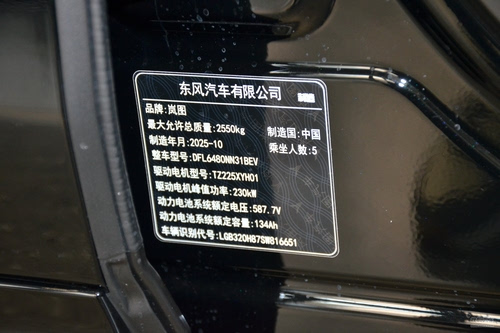 东风汽车有限公司
品牌:岚图
最大允许总质量:2550kg 制造国:中国
制造年月:2025-10 乘坐人数:5
整车型号:DFL6480NN31BEV
驱动电机型号:TZ225XYH01
驱动电机峰值功率:230kW
动力电池系统额定电压:587.7V
动力电池系统额定容量:134Ah
车辆识别代号:LGB320H87SW816651